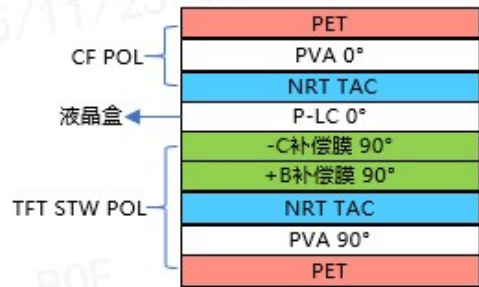 PET
CF POL
PVA 0°
NRT TAC
液晶盒
P-LC 0°
-C补偿膜 90°
+B补偿膜 90°
TFT STW POL
NRT TAC
PVA 90°
PET
BOE